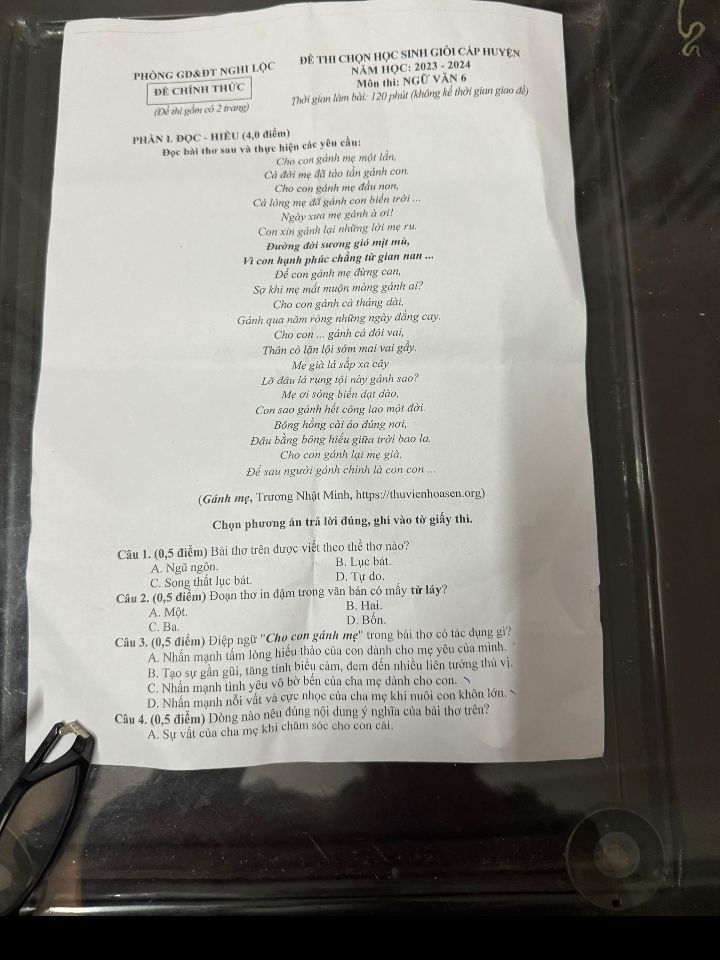 PHÒNG GD&ĐT NGHI LỘC
ĐỀ CHÍNH THỨC
(Đề thi gồm có 2 trang)
ĐỀ THI CHỌN HỌC SINH GIỎI CẤP HUYỆN
NĂM HỌC: 2023 - 2024
Môn thi: NGỮ VĂN 6
Thời gian làm bài: 120 phút (không kể thời gian giao đề)
PHẦN I. ĐỌC - HIỂU (4,0 điểm)
Đọc bài thơ sau và thực hiện các yêu cầu:
Cho con gánh mẹ một lần,
Cả đời mẹ đã tảo tần gánh con.
Cho con gánh mẹ đầu non,
Cả lòng mẹ đã gánh con biển trời ...
Ngày xưa mẹ gánh à ơi!
Con xin gánh lại những lời mẹ ru.
Đường đời sương gió mịt mù,
Vì con hạnh phúc chẳng từ gian nan ...
Để con gánh mẹ đừng can,
Sợ khi mẹ mất muộn màng gánh ai?
Cho con gánh cả tháng dài,
Gánh qua năm ròng những ngày đắng cay.
Cho con ... gánh cả đôi vai,
Thân cò lặn lội sớm mai vai gầy.
Mẹ già lá sắp xa cây
Lỡ đâu lá rụng tội này gánh sao?
Mẹ ơi sóng biển dạt dào,
Con sao gánh hết công lao một đời.
Bông hồng cài áo đúng nơi,
Đâu bằng bông hiếu giữa trời bao la.
Cho con gánh lại mẹ già,
Để sau người gánh chính là con con ...
(Gánh mẹ, Trương Nhật Minh, https://thuvienhoasen.org)
Chọn phương án trả lời đúng, ghi vào tờ giấy thi.
Câu 1. (0,5 điểm) Bài thơ trên được viết theo thể thơ nào?
A. Ngũ ngôn.
B. Lục bát.
C. Song thất lục bát.
D. Tự do.
Câu 2. (0,5 điểm) Đoạn thơ in đậm trong văn bản có mấy từ láy?
A. Một.
B. Hai.
C. Ba.
D. Bốn.
Câu 3. (0,5 điểm) Điệp ngữ "Cho con gánh mẹ" trong bài thơ có tác dụng gì?
A. Nhấn mạnh tấm lòng hiếu thảo của con dành cho mẹ yêu của mình.
B. Tạo sự gần gũi, tăng tính biểu cảm, đem đến nhiều liên tưởng thú vị.
C. Nhấn mạnh tình yêu vô bờ bến của cha mẹ dành cho con.
D. Nhấn mạnh nỗi vất vả cực nhọc của cha mẹ khi nuôi con khôn lớn.
Câu 4. (0,5 điểm) Dòng nào nêu đúng nội dung ý nghĩa của bài thơ trên?
A. Sự vất của cha mẹ khi chăm sóc cho con cái.